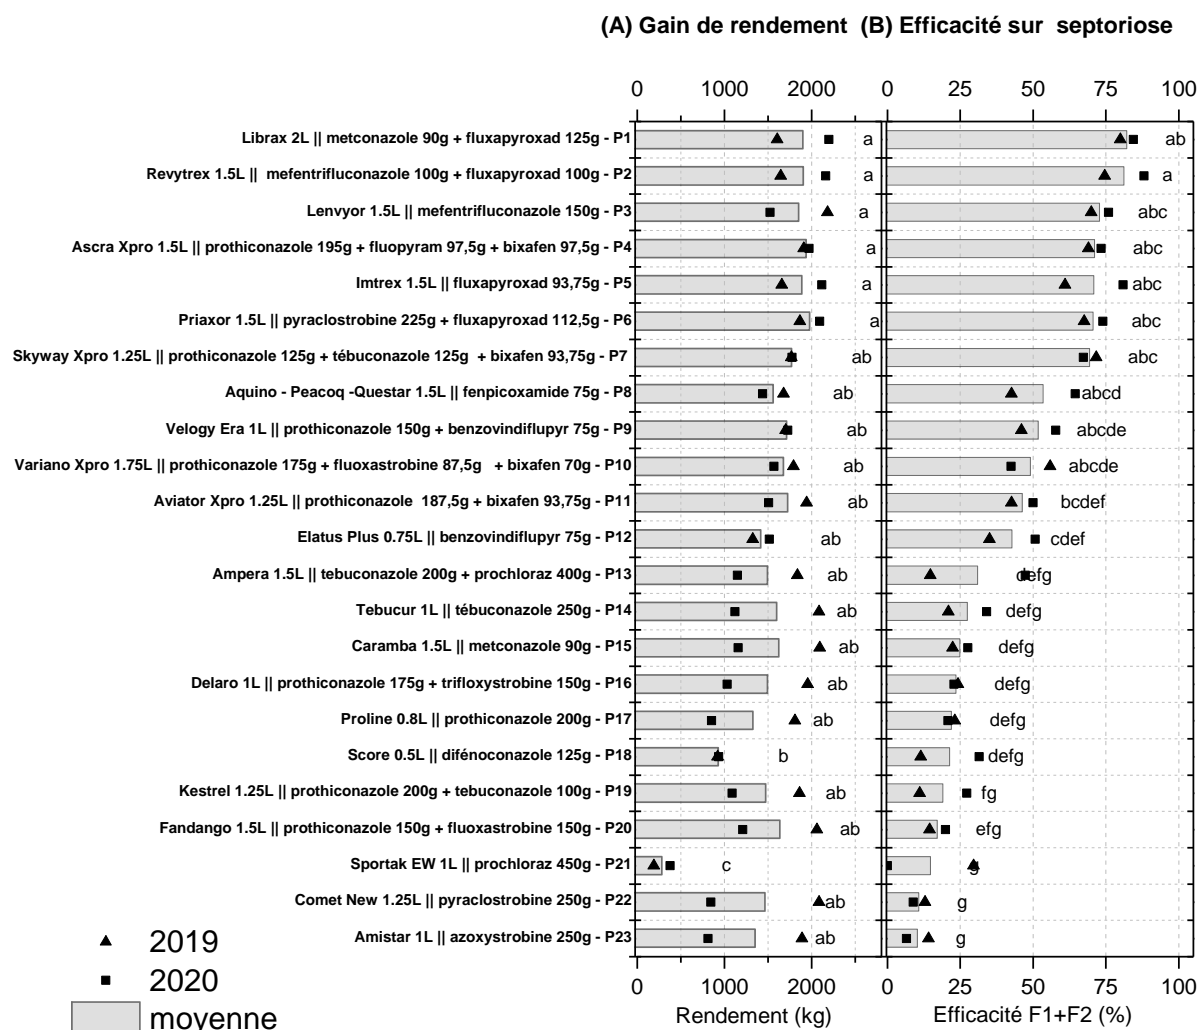 (A) Gain de rendement (B) Efficacité sur septoriose
0 1000 2000 0 25 50 75 100
Librax 2L || metconazole 90g + fluxapyroxad 125g - P1 a ab
Revytrex 1.5L || mefentrifluconazole 100g + fluxapyroxad 100g - P2 a a
Lenvyor 1.5L || mefentrifluconazole 150g - P3 a abc
Ascra Xpro 1.5L || prothiconazole 195g + fluopyram 97,5g + bixafen 97,5g - P4 a abc
Imtrex 1.5L || fluxapyroxad 93,75g - P5 a abc
Priaxor 1.5L || pyraclostrobine 225g + fluxapyroxad 112,5g - P6 a abc
Skyway Xpro 1.25L || prothiconazole 125g + tébuconazole 125g + bixafen 93,75g - P7 ab abc
Aquino - Peacoq -Questar 1.5L || fenpicoxamide 75g - P8 ab abcd
Velogy Era 1L || prothiconazole 150g + benzovindiflupyr 75g - P9 ab abcde
Variano Xpro 1.75L || prothiconazole 175g + fluoxastrobine 87,5g + bixafen 70g - P10 ab abcde
Aviator Xpro 1.25L || prothiconazole 187,5g + bixafen 93,75g - P11 ab bcdef
Elatus Plus 0.75L || benzovindiflupyr 75g - P12 ab cdef
Ampera 1.5L || tebuconazole 200g + prochloraz 400g - P13 ab defg
Tebucur 1L || tébuconazole 250g - P14 ab defg
Caramba 1.5L || metconazole 90g - P15 ab defg
Delaro 1L || prothiconazole 175g + trifloxystrobine 150g - P16 ab defg
Proline 0.8L || prothiconazole 200g - P17 ab defg
Score 0.5L || difénoconazole 125g - P18 b defg
Kestrel 1.25L || prothiconazole 200g + tebuconazole 100g - P19 ab fg
Fandango 1.5L || prothiconazole 150g + fluoxastrobine 150g - P20 ab efg
Sportak EW 1L || prochloraz 450g - P21 c g
Comet New 1.25L || pyraclostrobine 250g - P22 ab g
Amistar 1L || azoxystrobine 250g - P23 ab g
2019
2020
moyenne
0 1000 2000 0 25 50 75 100
Rendement (kg) Efficacité F1+F2 (%)